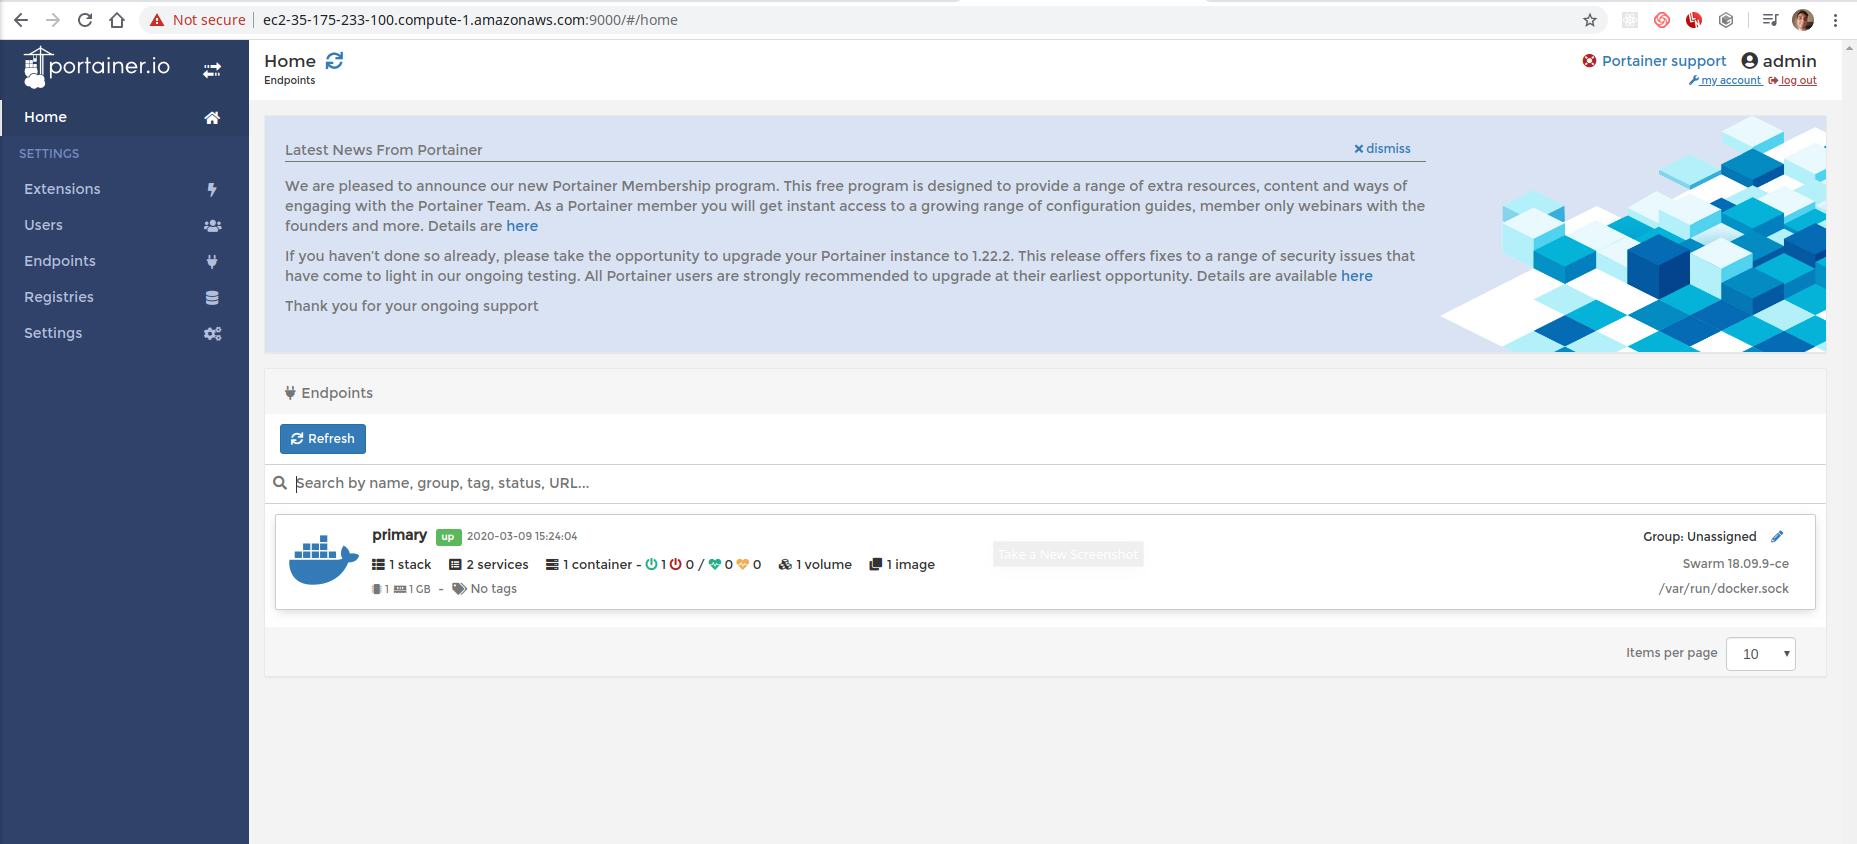 Not secure ec2-35-175-233-100.compute-1.amazonaws.com:9000/#/home
portainer.io
Home
SETTINGS
Extensions
Users
Endpoints
Registries
Settings
Home
Endpoints
Portainer support admin
my account log out
Latest News From Portainer
dismiss
We are pleased to announce our new Portainer Membership program. This free program is designed to provide a range of extra resources, content and ways of
engaging with the Portainer Team. As a Portainer member you will get instant access to a growing range of configuration guides, member only webinars with the
founders and more. Details are here
If you haven't done so already, please take the opportunity to upgrade your Portainer instance to 1.22.2. This release offers fixes to a range of security issues that
have come to light in our ongoing testing. All Portainer users are strongly recommended to upgrade at their earliest opportunity. Details are available here
Thank you for your ongoing support
Endpoints
Refresh
Search by name, group, tag, status, URL...
primary up 2020-03-09 15:24:04
Group: Unassigned
1 stack 2 services 1 container - 1 0 / 0 0 1 volume 1 image
Take a New Screenshot
Swarm 18.09.9-ce
1 1 GB - No tags
/var/run/docker.sock
Items per page 10